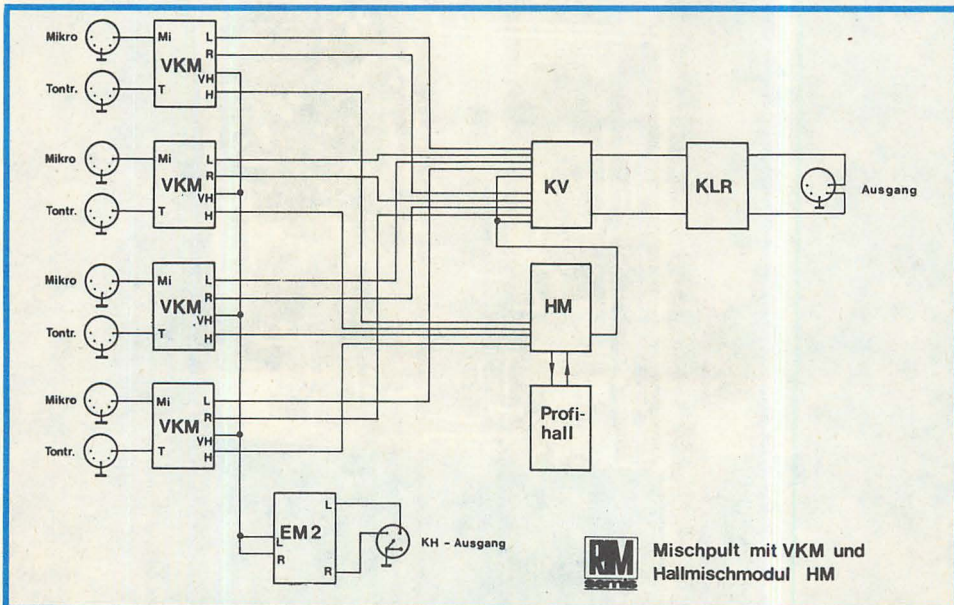 Mikro
Mi
L
R
VKM
VH
H
Tontr.
T
Mikro
Mi
L
R
VKM
VH
H
Tontr.
T
Mikro
Mi
L
R
VKM
VH
H
Tontr.
T
Mikro
Mi
L
R
VKM
VH
H
Tontr.
T
KV
KLR
Ausgang
HM
Profi-
hall
L
EM 2
L
R
R
KH - Ausgang
RIM
Mischpult mit VKM und
Hallmischmodul HM